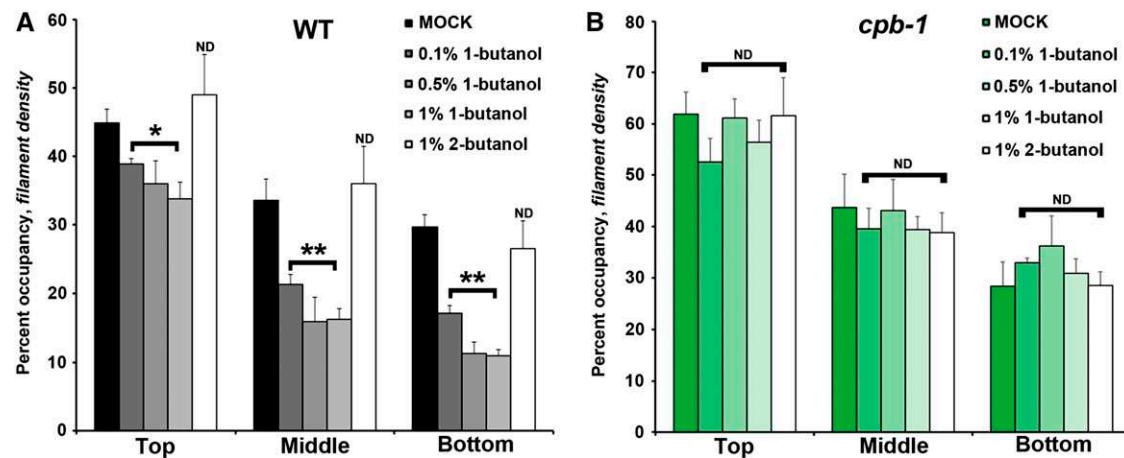 A
WT
Percent occupancy, filament density
60
50
40
30
20
10
0
MOCK
0.1% 1-butanol
0.5% 1-butanol
1% 1-butanol
1% 2-butanol
*
ND
**
ND
**
ND
Top Middle Bottom
B
cpb-1
Percent occupancy, filament density
80
70
60
50
40
30
20
10
0
MOCK
0.1% 1-butanol
0.5% 1-butanol
1% 1-butanol
1% 2-butanol
ND
ND
ND
Top Middle Bottom